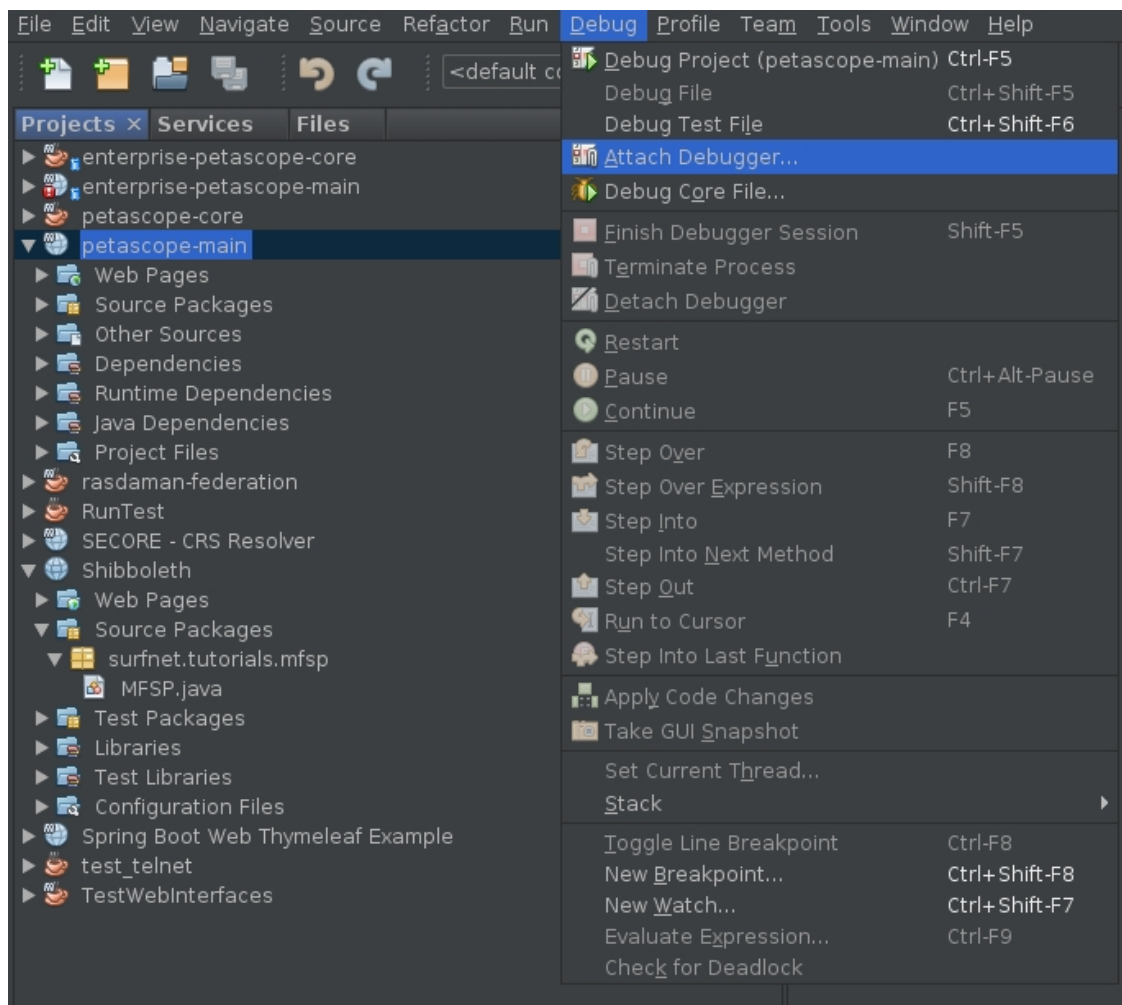 File Edit View Navigate Source Refactor Run Debug Profile Team Tools Window Help
<default co
Projects × Services Files
enterprise-petascope-core
enterprise-petascope-main
petascope-core
petascope-main
Web Pages
Source Packages
Other Sources
Dependencies
Runtime Dependencies
Java Dependencies
Project Files
rasdaman-federation
RunTest
SECORE - CRS Resolver
Shibboleth
Web Pages
Source Packages
surfnet.tutorials.mfsp
MFSP.java
Test Packages
Libraries
Test Libraries
Configuration Files
Spring Boot Web Thymeleaf Example
test_telnet
TestWebInterfaces
Debug Project (petascope-main) Ctrl-F5
Debug File Ctrl+Shift-F5
Debug Test File Ctrl+Shift-F6
Attach Debugger...
Debug Core File...
Finish Debugger Session Shift-F5
Terminate Process
Detach Debugger
Restart
Pause Ctrl+Alt-Pause
Continue F5
Step Over F8
Step Over Expression Shift-F8
Step Into F7
Step Into Next Method Shift-F7
Step Out Ctrl-F7
Run to Cursor F4
Step Into Last Function
Apply Code Changes
Take GUI Snapshot
Set Current Thread...
Stack
Toggle Line Breakpoint Ctrl-F8
New Breakpoint... Ctrl+Shift-F8
New Watch... Ctrl+Shift-F7
Evaluate Expression... Ctrl-F9
Check for Deadlock